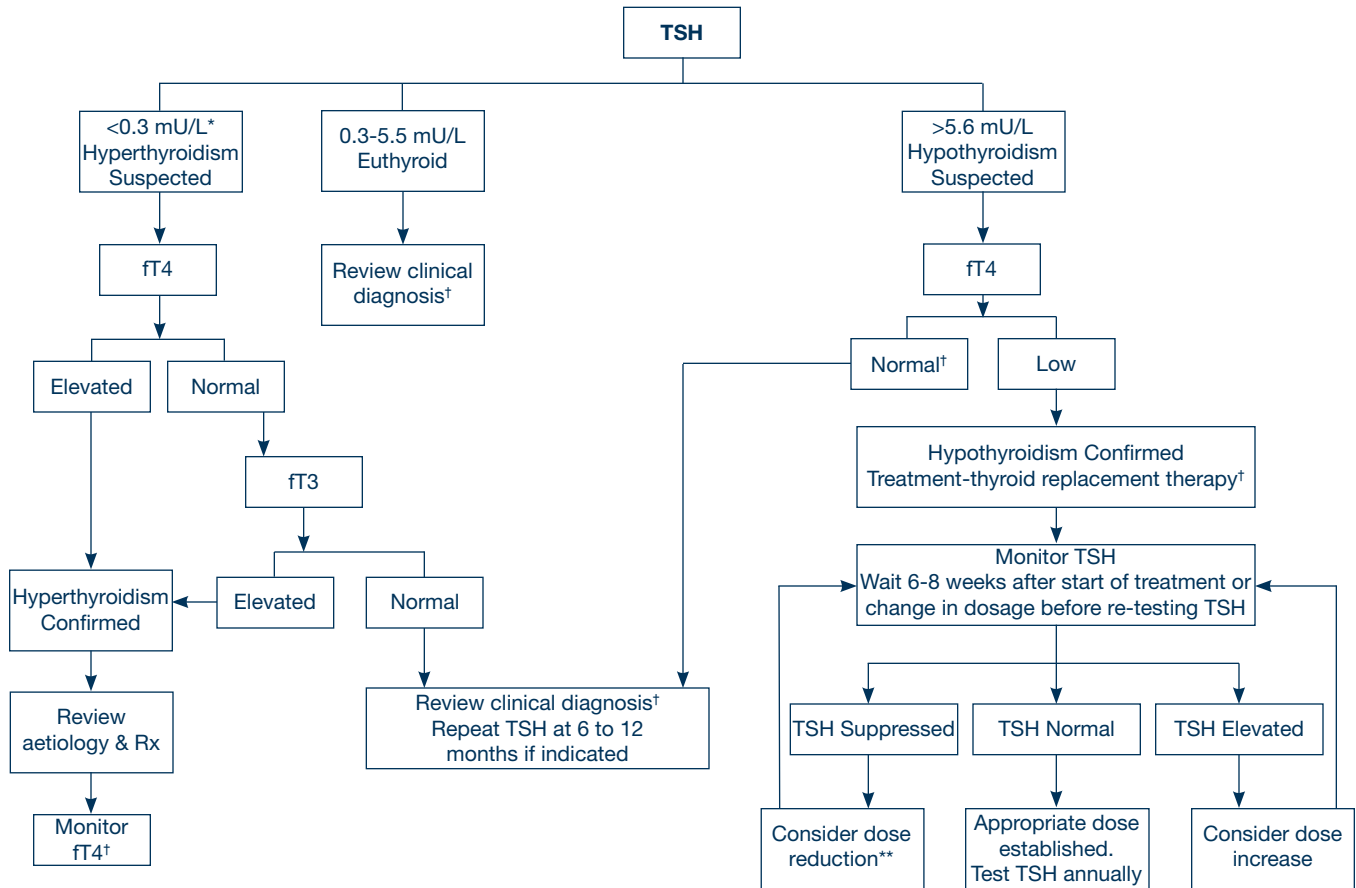 TSH
<0.3 mU/L*
Hyperthyroidism
Suspected
0.3-5.5 mU/L
Euthyroid
>5.6 mU/L
Hypothyroidism
Suspected
fT4
Review clinical
diagnosis†
fT4
Elevated
Normal
Normal†
Low
fT3
Hypothyroidism Confirmed
Treatment-thyroid replacement therapy†
Hyperthyroidism
Confirmed
Elevated
Normal
Monitor TSH
Wait 6-8 weeks after start of treatment or
change in dosage before re-testing TSH
Review
aetiology & Rx
Review clinical diagnosis†
Repeat TSH at 6 to 12
months if indicated
TSH Suppressed
TSH Normal
TSH Elevated
Monitor
fT4†
Consider dose
reduction**
Appropriate dose
established.
Test TSH annually
Consider dose
increase